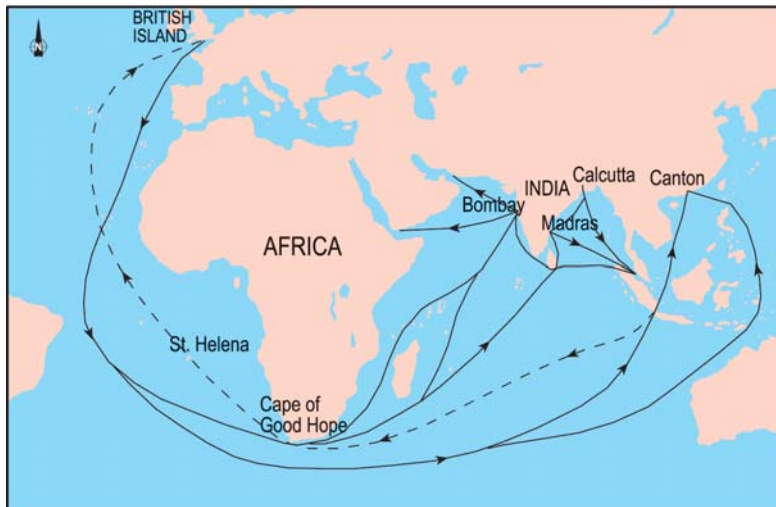 BRITISH
ISLAND
N
Calcutta
INDIA
Canton
Bombay
Madras
AFRICA
St. Helena
Cape of
Good Hope